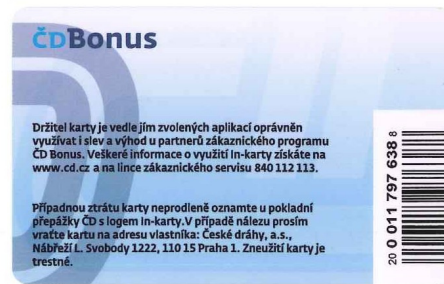 ČDBonus
Držitel karty je vedle jím zvolených aplikací oprávněn
využívat i slev a výhod u partnerů zákaznického programu
ČD Bonus. Veškeré informace o využití In-karty získáte na
www.cd.cz a na lince zákaznického servisu 840 112 113.
Případnou ztrátu karty neprodleně oznamte u pokladní
přepážky ČD s logem In-karty.V případě nálezu prosím
vraťte kartu na adresu vlastníka: České dráhy, a.s.,
Nábřeží L. Svobody 1222, 110 15 Praha 1. Zneužití karty je
trestné.
20 0 011 797 638 8